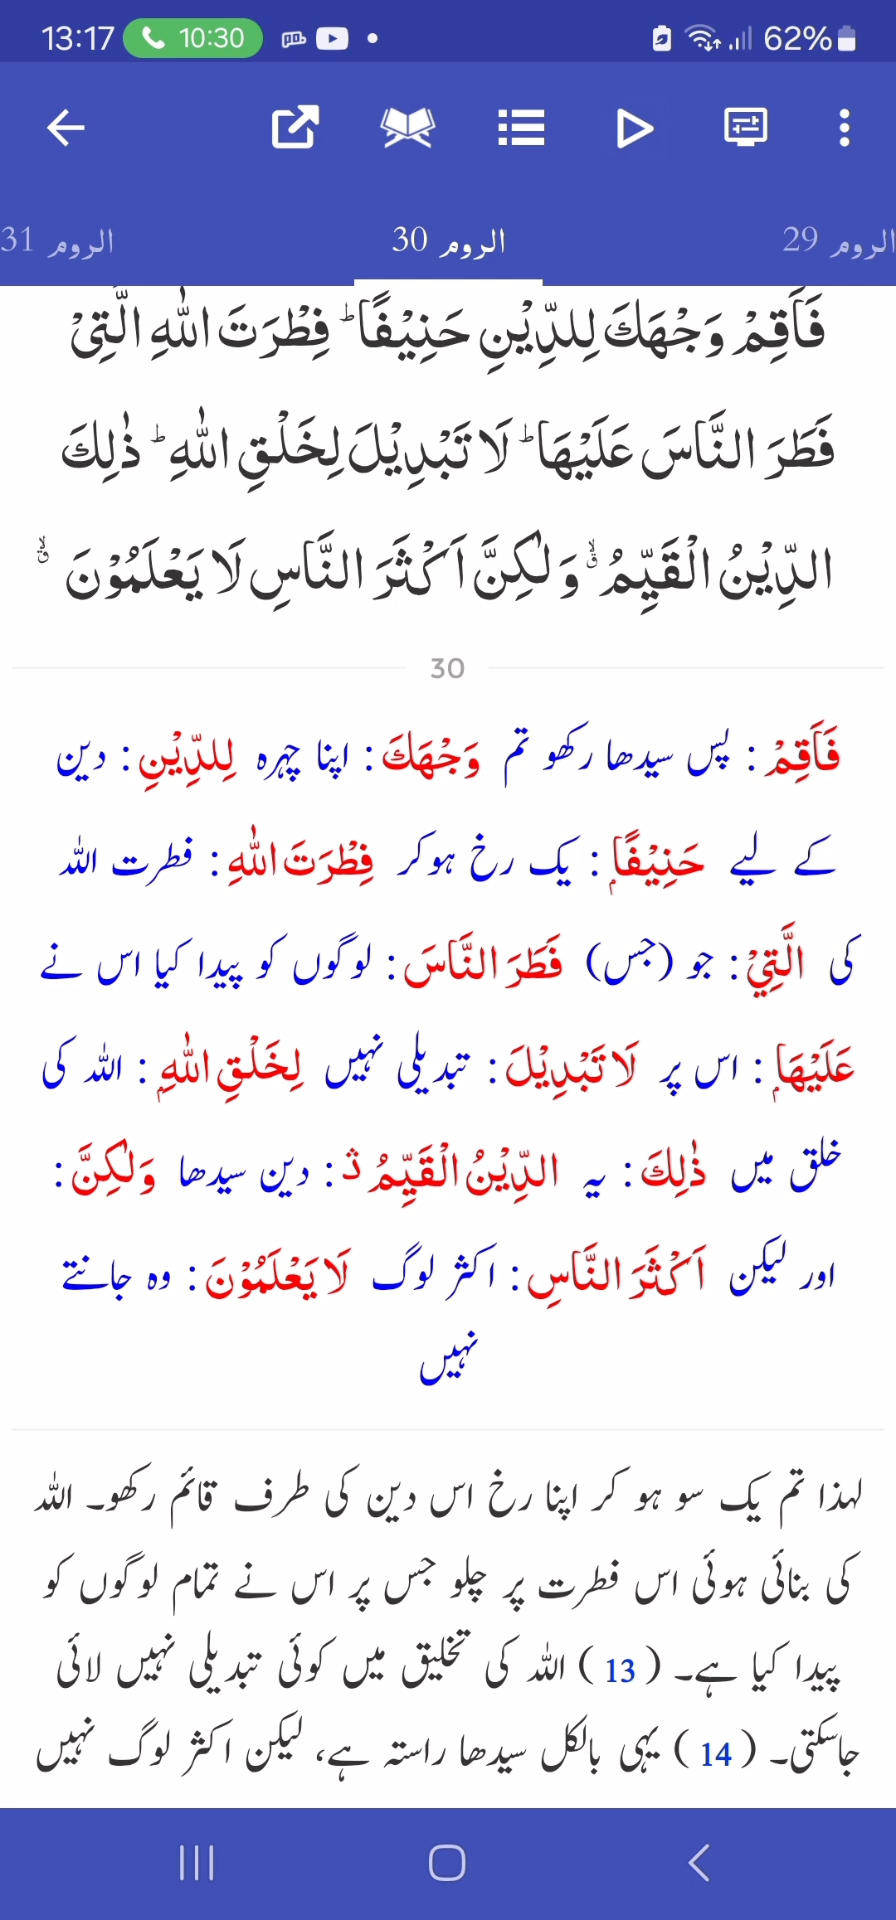 13:17 10:30 62%
الروم 29 الروم 30 الروم 31
فَاَقِمْ وَجْهَكَ لِلدِّيْنِ حَنِيْفًا ؕ فِطْرَتَ اللّٰهِ الَّتِىْ
فَطَرَ النَّاسَ عَلَيْهَا ؕ لَا تَبْدِيْلَ لِخَلْقِ اللّٰهِ ؕ ذٰلِكَ
الدِّيْنُ الْقَيِّمُ ۙۗ وَلٰـكِنَّ اَكْثَرَ النَّاسِ لَا يَعْلَمُوْنَ ۙۗ
30
فَاَقِمْ : پس سیدھا رکھو تم وَجْهَكَ : اپنا چہرہ لِلدِّيْنِ : دین
کے لیے حَنِيْفًا ۭ : یک رخ ہوکر فِطْرَتَ اللّٰهِ : فطرت اللہ
کی الَّتِيْ : جو (جس) فَطَرَ النَّاسَ : لوگوں کو پیدا کیا اس نے
عَلَيْهَا ۭ : اس پر لَا تَبْدِيْلَ : تبدیلی نہیں لِخَلْقِ اللّٰهِ ۭ : اللہ کی
خلق میں ذٰلِكَ : یہ الدِّيْنُ الْقَيِّمُ ڎ : دین سیدھا وَلٰكِنَّ :
اور لیکن اَكْثَرَ النَّاسِ : اکثر لوگ لَا يَعْلَمُوْنَ : وہ جانتے
نہیں
لہذا تم یک سو ہو کر اپنا رخ اس دین کی طرف قائم رکھو۔ اللہ
کی بنائی ہوئی اس فطرت پر چلو جس پر اس نے تمام لوگوں کو
پیدا کیا ہے۔ (13) اللہ کی تخلیق میں کوئی تبدیلی نہیں لائی
جاسکتی۔ (14) یہی بالکل سیدھا راستہ ہے، لیکن اکثر لوگ نہیں